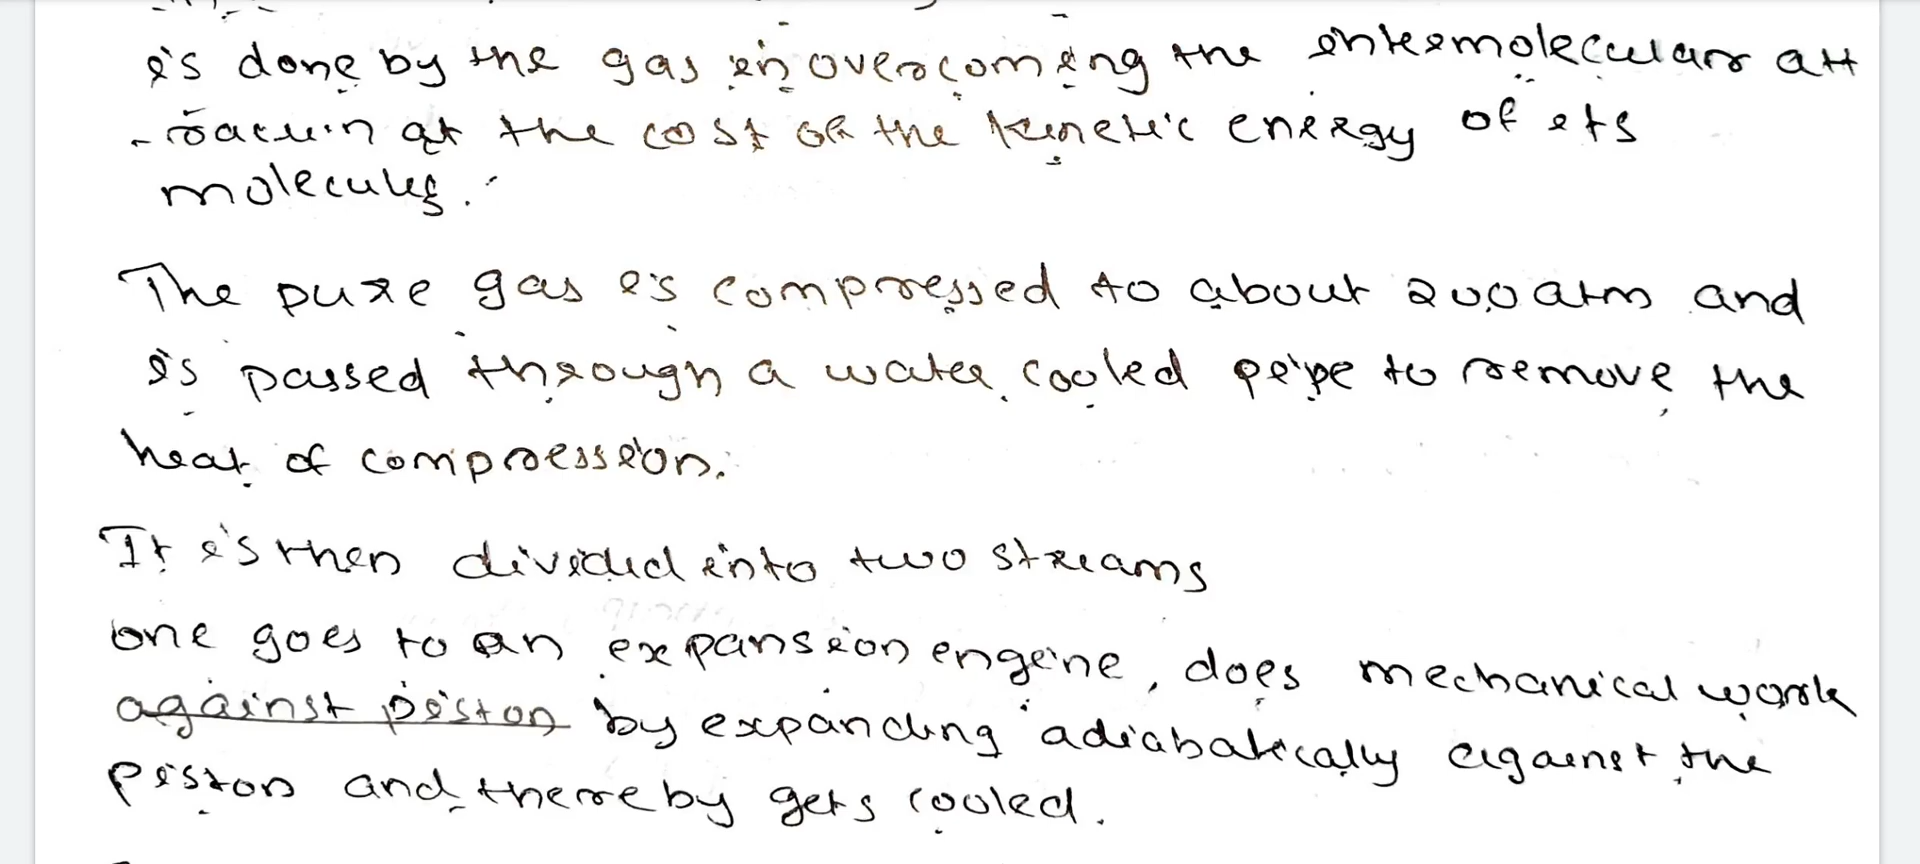 is done by the gas in overcoming the intermolecular att
-raction at the cost of the kinetic energy of its
molecules.
The pure gas is compressed to about 200 atm and
is passed through a water cooled pipe to remove the
heat of compression.
It is then divided into two streams
one goes to an expansion engine, does mechanical work
against piston by expanding adiabatically against the
piston and thereby gets cooled.